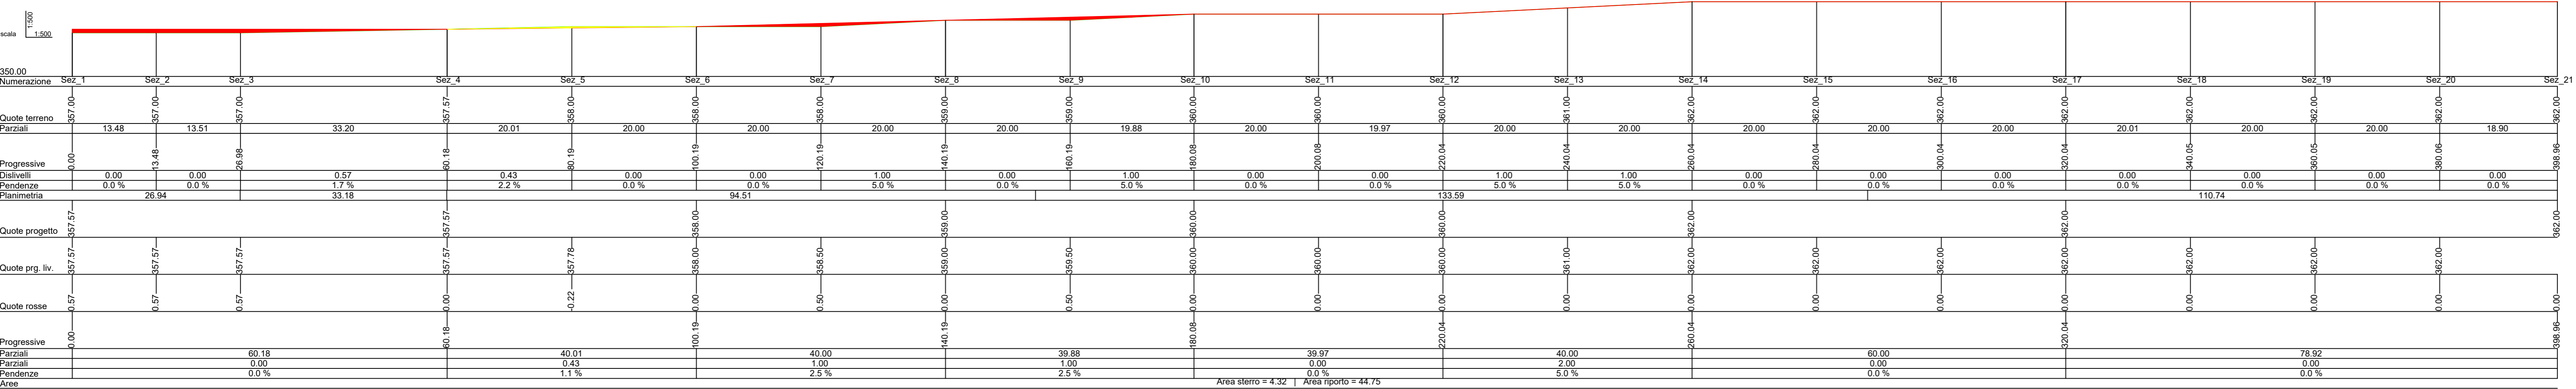 1:500
scala 1:500
350.00
Numerazione Sez_1 Sez_2 Sez_3 Sez_4 Sez_5 Sez_6 Sez_7 Sez_8 Sez_9 Sez_10 Sez_11 Sez_12 Sez_13 Sez_14 Sez_15 Sez_16 Sez_17 Sez_18 Sez_19 Sez_20 Sez_21
Quote terreno 357.00 357.00 357.00 357.57 358.00 358.00 358.00 359.00 359.00 360.00 360.00 360.00 361.00 362.00 362.00 362.00 362.00 362.00 362.00 362.00 362.00
Parziali 13.48 13.51 33.20 20.01 20.00 20.00 20.00 20.00 19.88 20.00 19.97 20.00 20.00 20.00 20.00 20.00 20.01 20.00 20.00 18.90
Progressive 0.00 13.48 26.98 60.18 80.19 100.19 120.19 140.19 160.19 180.08 200.08 220.04 240.04 260.04 280.04 300.04 320.04 340.05 360.05 380.06 398.96
Dislivelli 0.00 0.00 0.57 0.43 0.00 0.00 1.00 0.00 1.00 0.00 0.00 1.00 1.00 0.00 0.00 0.00 0.00 0.00 0.00 0.00
Pendenze 0.0 % 0.0 % 1.7 % 2.2 % 0.0 % 0.0 % 5.0 % 0.0 % 5.0 % 0.0 % 0.0 % 5.0 % 5.0 % 0.0 % 0.0 % 0.0 % 0.0 % 0.0 % 0.0 % 0.0 %
Planimetria 26.94 33.18 94.51 133.59 110.74
Quote progetto 357.57 357.57 358.00 359.00 360.00 360.00 362.00 362.00 362.00
Quote prg. liv. 357.57 357.57 357.57 357.57 357.78 358.00 358.50 359.00 359.50 360.00 360.00 360.00 361.00 362.00 362.00 362.00 362.00 362.00 362.00 362.00
Quote rosse 0.57 0.57 0.57 0.00 -0.22 0.00 0.50 0.00 0.50 0.00 0.00 0.00 0.00 0.00 0.00 0.00 0.00 0.00 0.00 0.00 0.00
Progressive 0.00 60.18 100.19 140.19 180.08 220.04 260.04 320.04 398.96
Parziali 60.18 40.01 40.00 39.88 39.97 40.00 60.00 78.92
Parziali 0.00 0.43 1.00 1.00 0.00 2.00 0.00 0.00
Pendenze 0.0 % 1.1 % 2.5 % 2.5 % 0.0 % 5.0 % 0.0 % 0.0 %
Aree Area sterro = 4.32 | Area riporto = 44.75